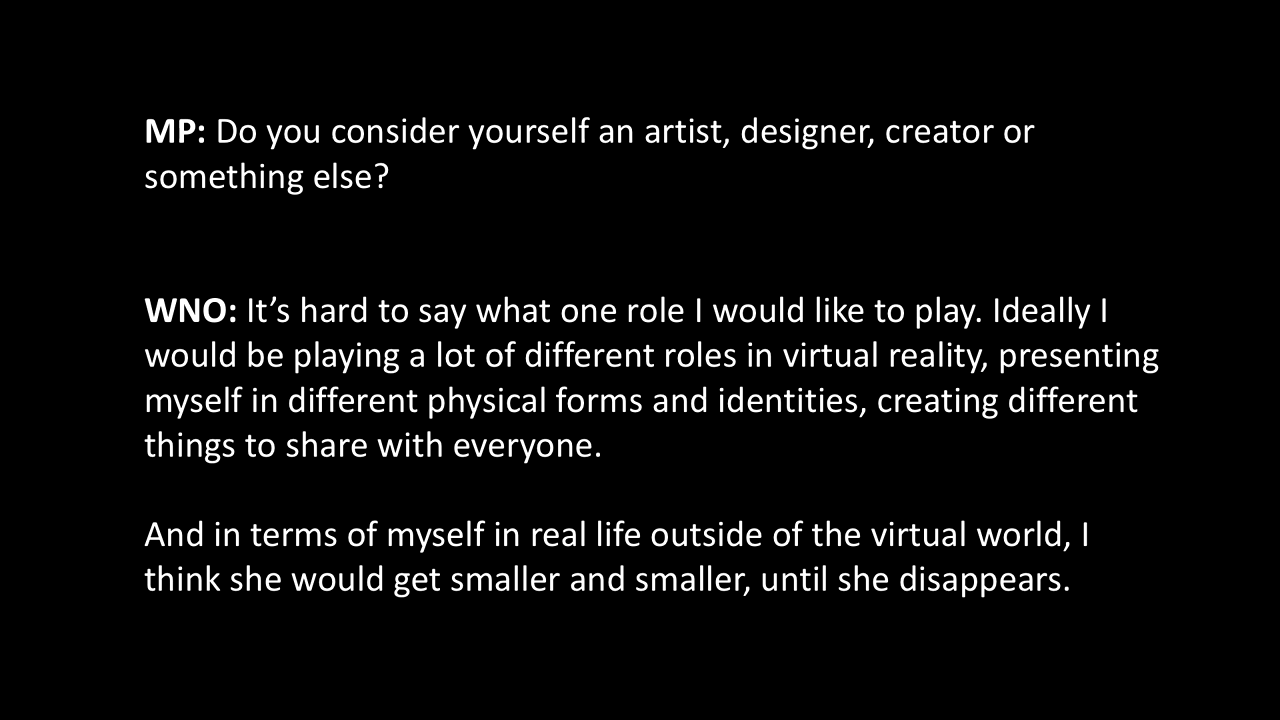 MP: Do you consider yourself an artist, designer, creator or
something else?
WNO: It’s hard to say what one role I would like to play. Ideally I
would be playing a lot of different roles in virtual reality, presenting
myself in different physical forms and identities, creating different
things to share with everyone.
And in terms of myself in real life outside of the virtual world, I
think she would get smaller and smaller, until she disappears.